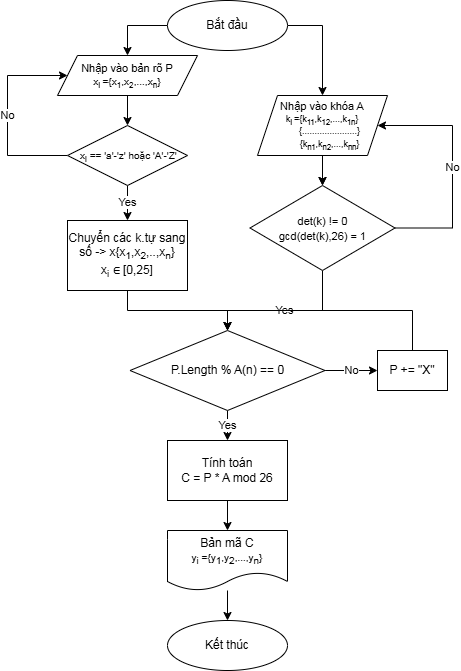 Bắt đầu
Nhập vào bản rõ P
xᵢ ={x₁,x₂,...,xₙ}
Nhập vào khóa A
kᵢ ={k₁₁,k₁₂,...,k₁ₙ}
{.......................}
{kₙ₁,kₙ₂,...,kₙₙ}
No
xᵢ == 'a'-'z' hoặc 'A'-'Z'
No
Yes
det(k) != 0
gcd(det(k),26) = 1
Chuyển các k.tự sang
số -> x{x₁,x₂,..,xₙ}
xᵢ ∈ [0,25]
Yes
P.Length % A(n) == 0
No
P += "X"
Yes
Tính toán
C = P * A mod 26
Bản mã C
yᵢ ={y₁,y₂,...,yₙ}
Kết thúc